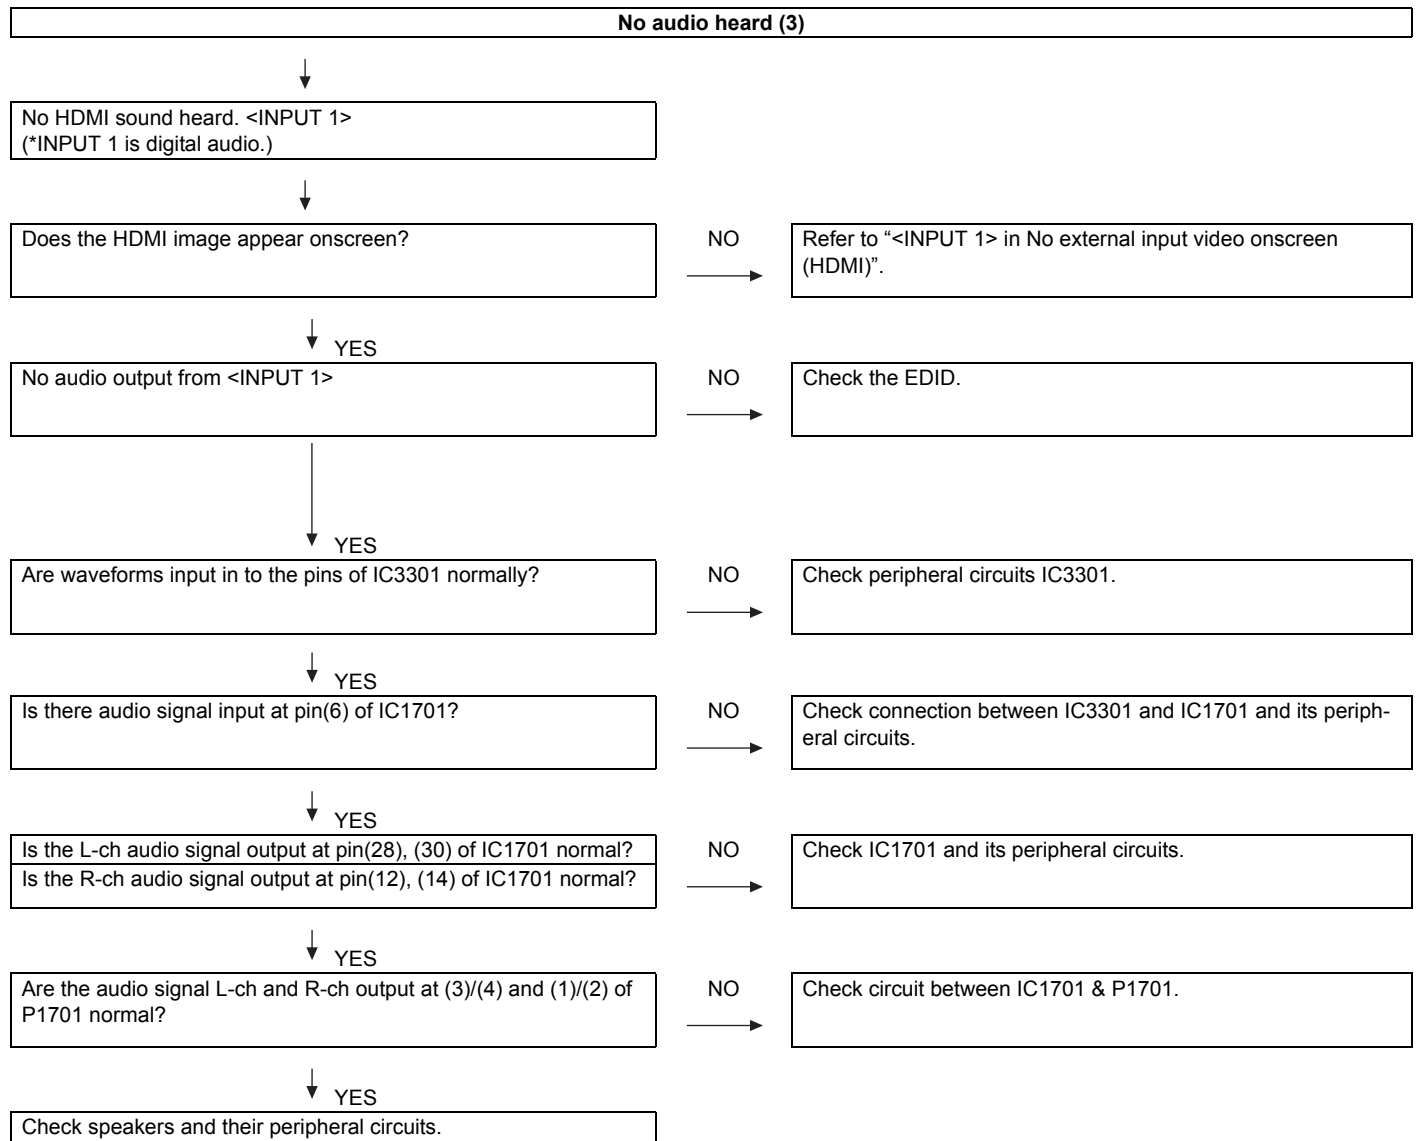 No audio heard (3)
No HDMI sound heard. <INPUT 1>
(*INPUT 1 is digital audio.)
Does the HDMI image appear onscreen?
NO
Refer to “<INPUT 1> in No external input video onscreen
(HDMI)”.
YES
No audio output from <INPUT 1>
NO
Check the EDID.
YES
Are waveforms input in to the pins of IC3301 normally?
NO
Check peripheral circuits IC3301.
YES
Is there audio signal input at pin(6) of IC1701?
NO
Check connection between IC3301 and IC1701 and its periph-
eral circuits.
YES
Is the L-ch audio signal output at pin(28), (30) of IC1701 normal?
Is the R-ch audio signal output at pin(12), (14) of IC1701 normal?
NO
Check IC1701 and its peripheral circuits.
YES
Are the audio signal L-ch and R-ch output at (3)/(4) and (1)/(2) of
P1701 normal?
NO
Check circuit between IC1701 & P1701.
YES
Check speakers and their peripheral circuits.